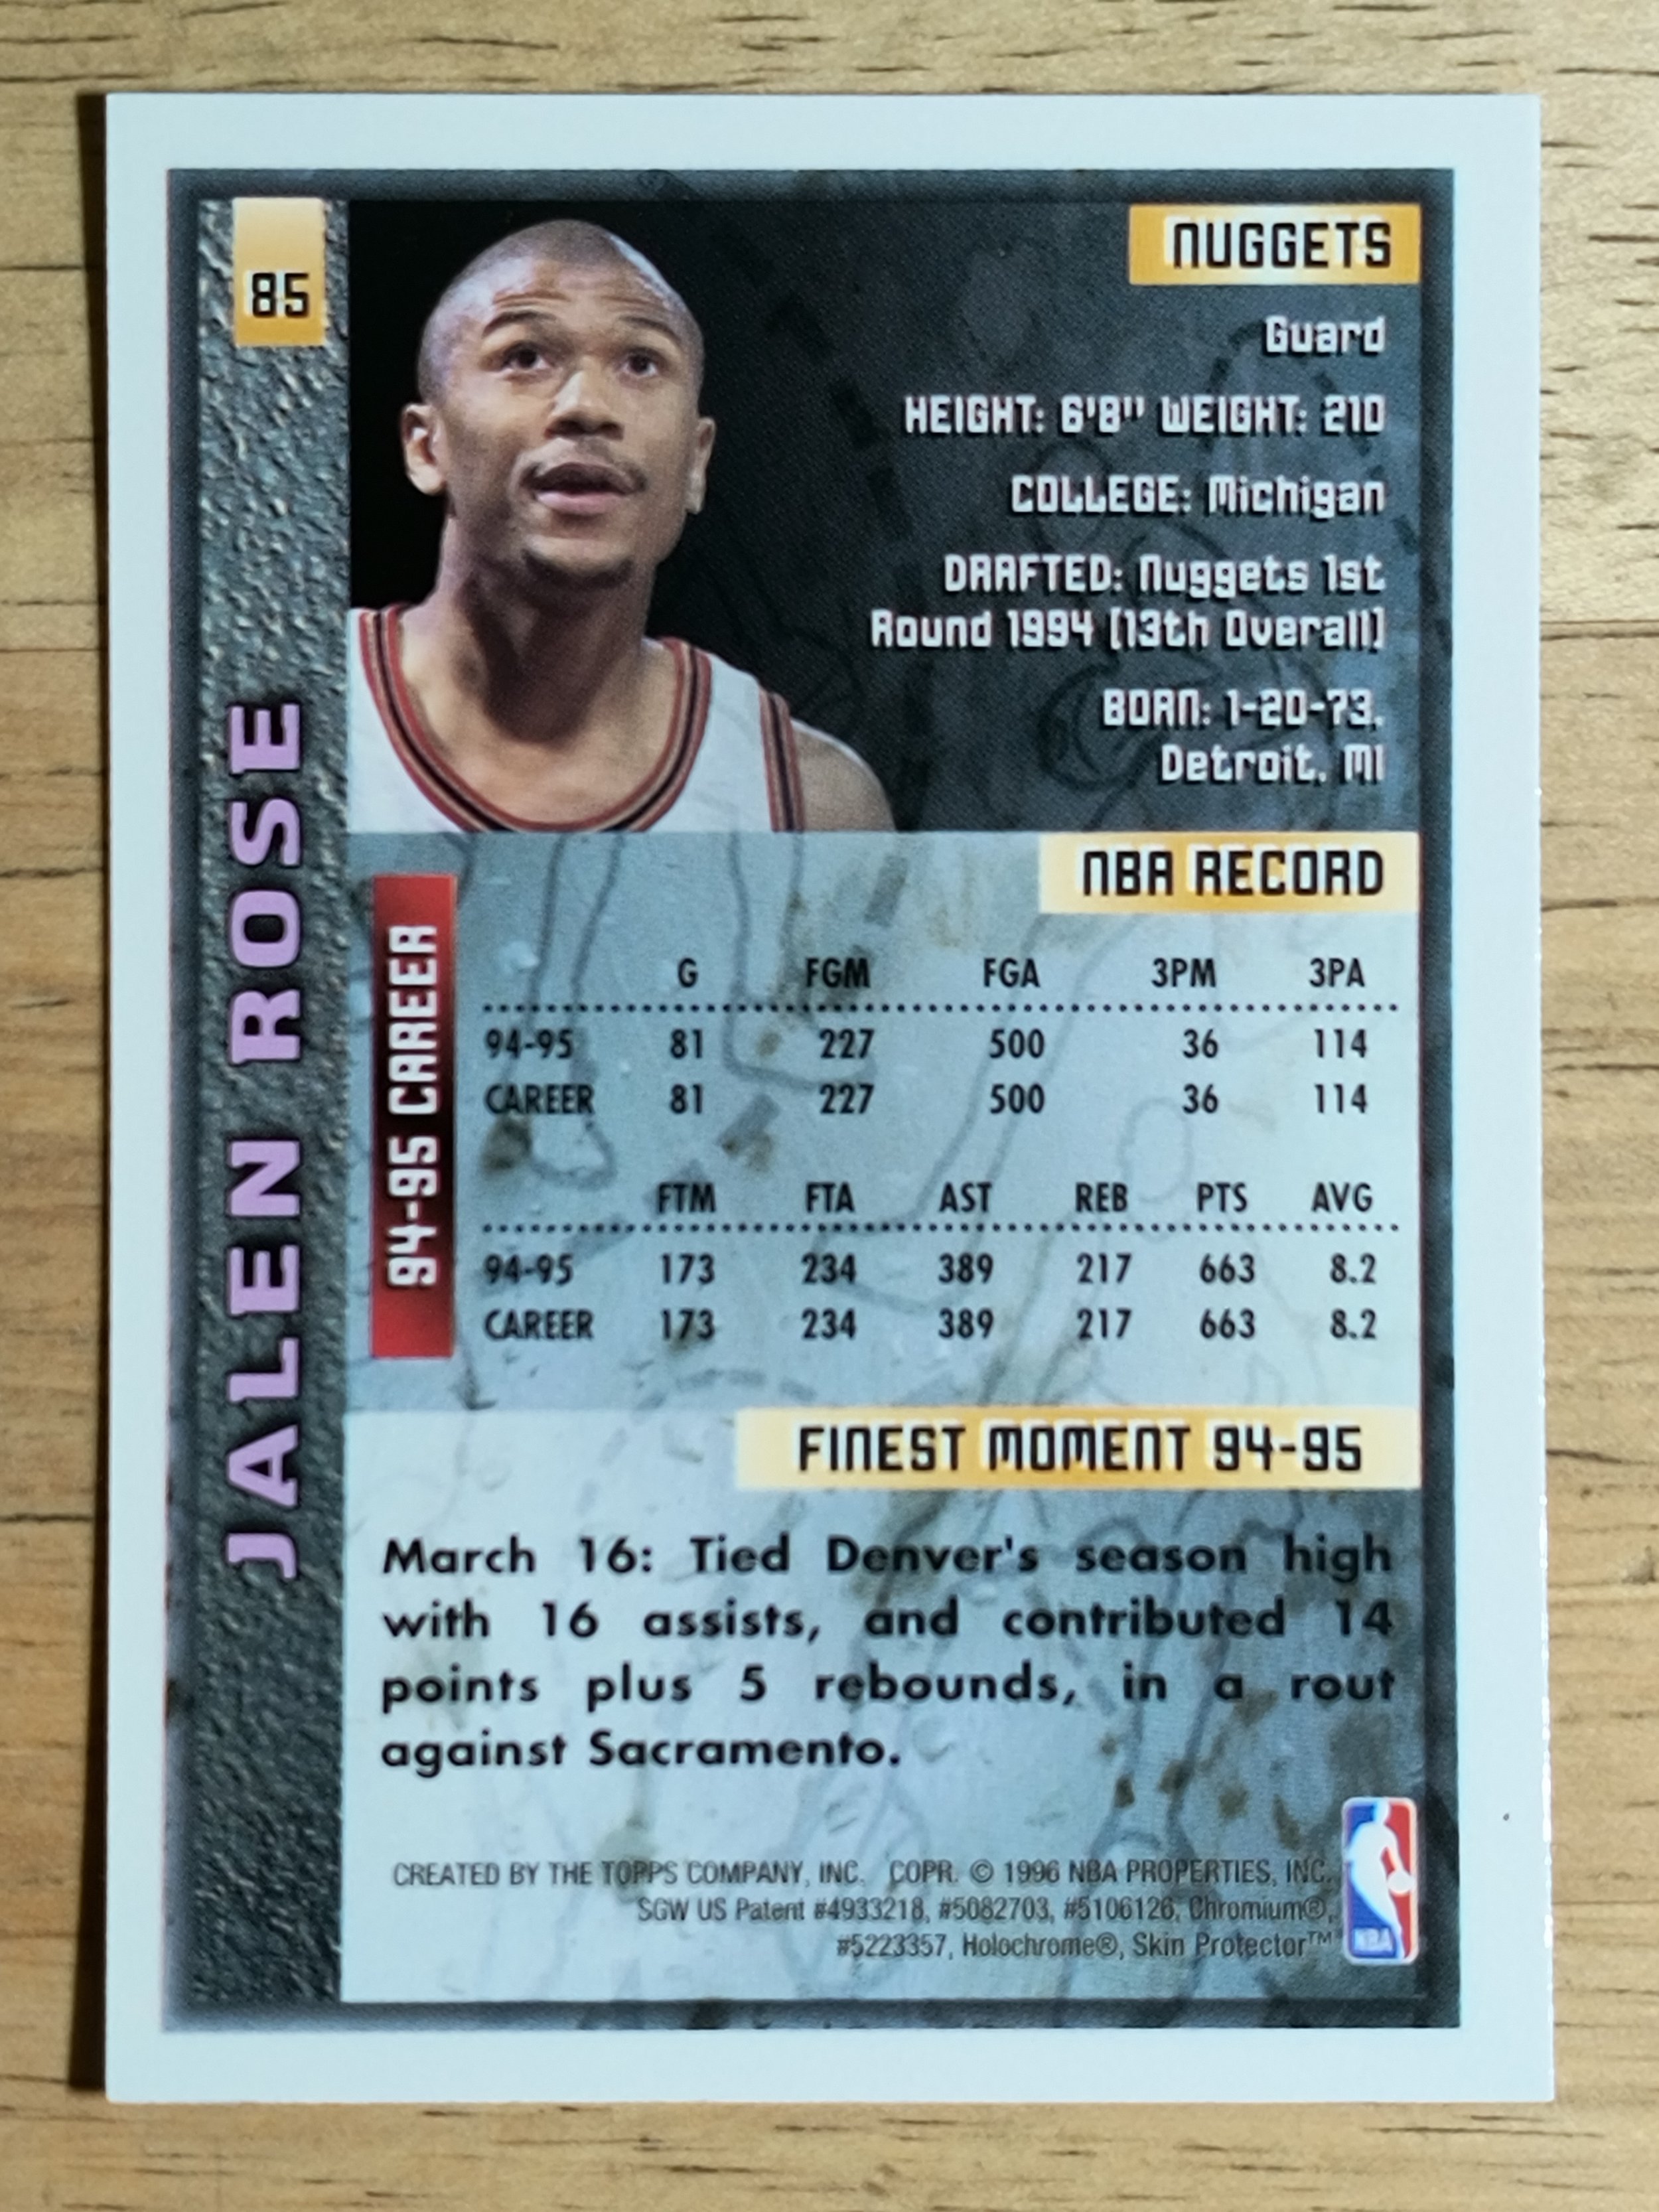 85
NUGGETS
Guard
HEIGHT: 6'8" WEIGHT: 210
COLLEGE: Michigan
DRAFTED: Nuggets 1st
Round 1994 (13th Overall)
BORN: 1-20-73,
Detroit, MI
JALEN ROSE
NBA RECORD
94-95 CAREER
G FGM FGA 3PM 3PA
94-95 81 227 500 36 114
CAREER 81 227 500 36 114
FTM FTA AST REB PTS AVG
94-95 173 234 389 217 663 8.2
CAREER 173 234 389 217 663 8.2
FINEST MOMENT 94-95
March 16: Tied Denver's season high
with 16 assists, and contributed 14
points plus 5 rebounds, in a rout
against Sacramento.
CREATED BY THE TOPPS COMPANY, INC. COPR. © 1996 NBA PROPERTIES, INC.
SGW US Patent #4933218, #5082703, #5106126, Chromium®,
#5223357, Holochrome®, Skin Protector™
NBA